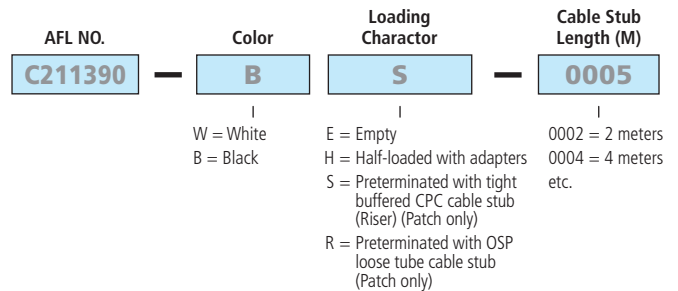 AFL NO.
Color
Loading
Charactor
Cable Stub
Length (M)
C211390 — B S — 0005
W = White
B = Black
E = Empty
H = Half-loaded with adapters
S = Preterminated with tight
buffered CPC cable stub
(Riser) (Patch only)
R = Preterminated with OSP
loose tube cable stub
(Patch only)
0002 = 2 meters
0004 = 4 meters
etc.